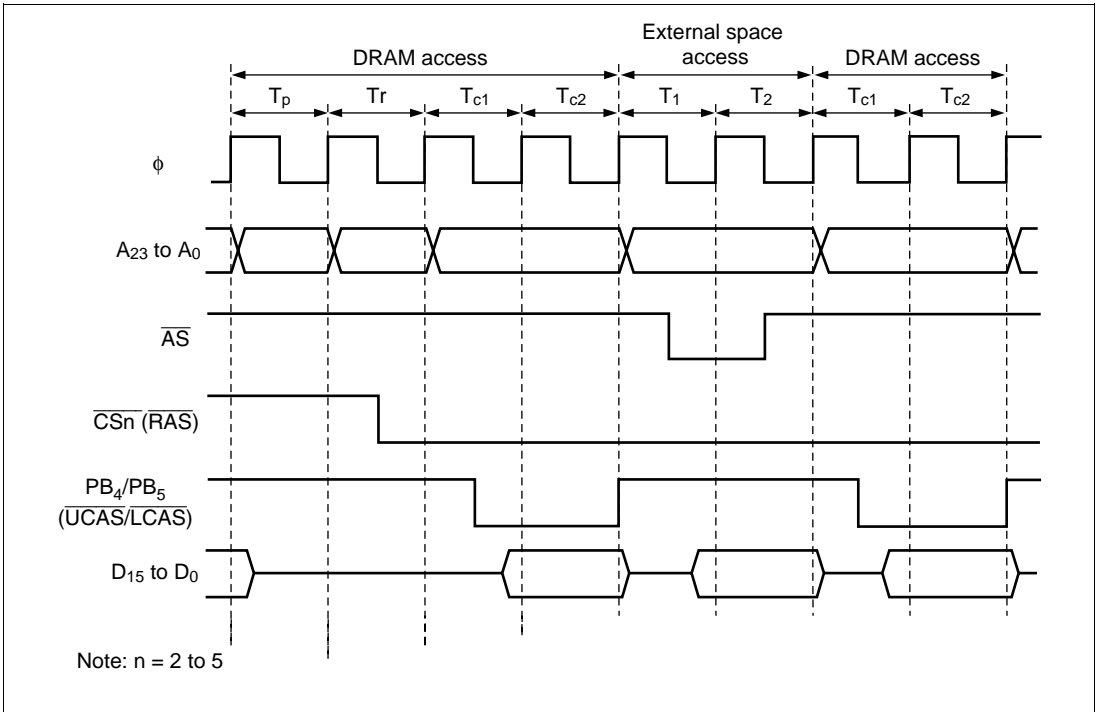 External space
access
DRAM access
DRAM access
Tp
Tr
Tc1
Tc2
T1
T2
Tc1
Tc2
ϕ
A23 to A0
AS
CSn (RAS)
PB4/PB5
(UCAS/LCAS)
D15 to D0
Note: n = 2 to 5